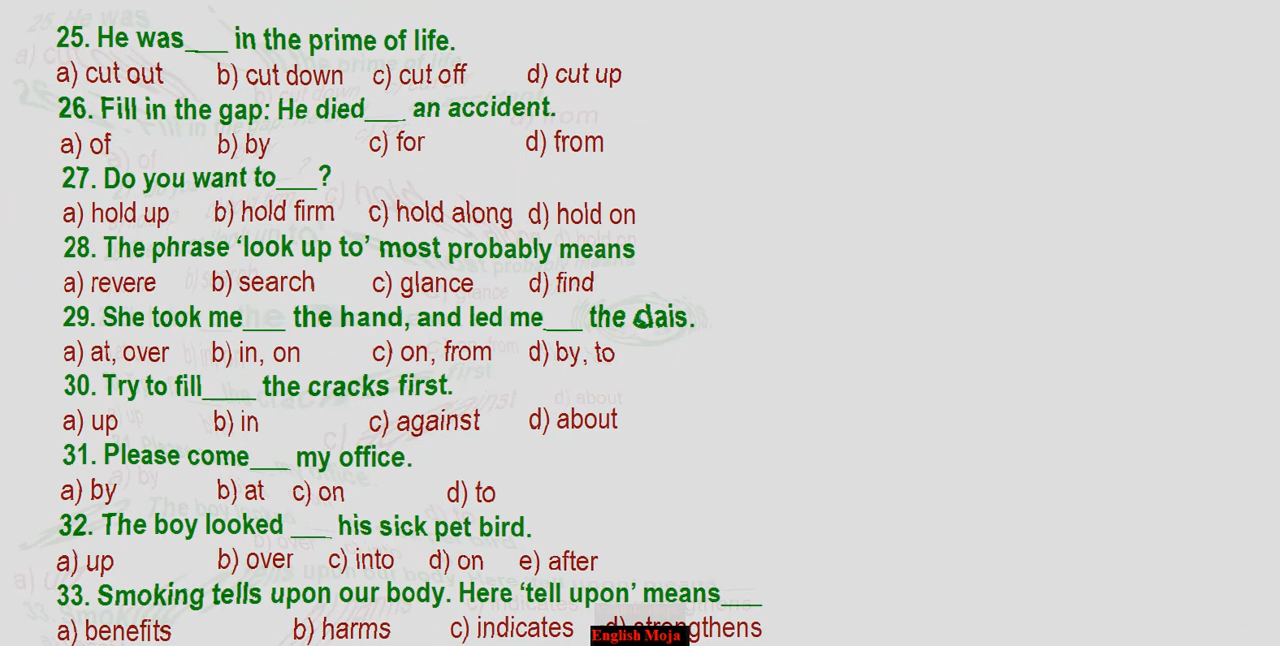 25. He was___ in the prime of life.
a) cut out b) cut down c) cut off d) cut up
26. Fill in the gap: He died___ an accident.
a) of b) by c) for d) from
27. Do you want to___?
a) hold up b) hold firm c) hold along d) hold on
28. The phrase ‘look up to’ most probably means
a) revere b) search c) glance d) find
29. She took me___ the hand, and led me___ the dais.
a) at, over b) in, on c) on, from d) by, to
30. Try to fill____ the cracks first.
a) up b) in c) against d) about
31. Please come___ my office.
a) by b) at c) on d) to
32. The boy looked ___ his sick pet bird.
a) up b) over c) into d) on e) after
33. Smoking tells upon our body. Here ‘tell upon’ means___
a) benefits b) harms c) indicates d) strengthens
English Moja